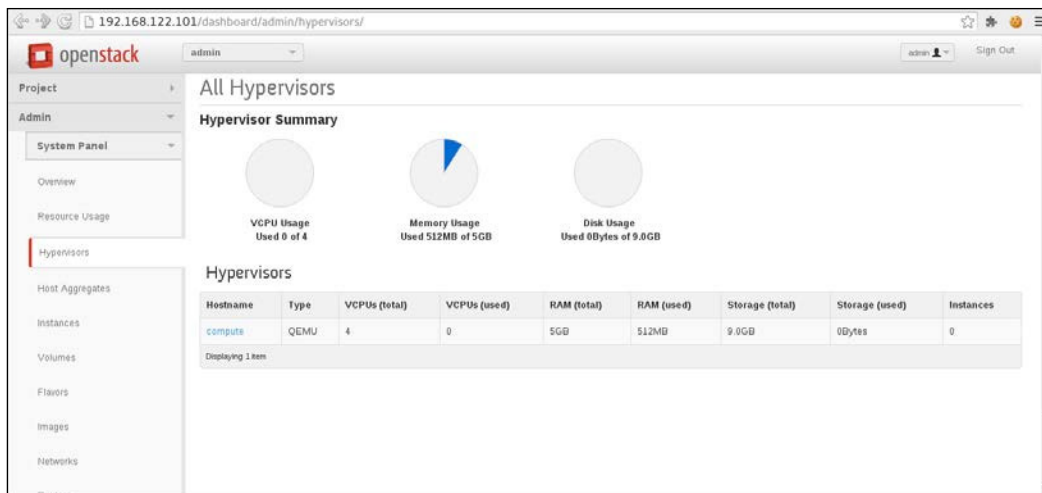 192.168.122.101/dashboard/admin/hypervisors/
openstack
admin
admin
Sign Out
Project
Admin
System Panel
Overview
Resource Usage
Hypervisors
Host Aggregates
Instances
Volumes
Flavors
Images
Networks
All Hypervisors
Hypervisor Summary
VCPU Usage
Used 0 of 4
Memory Usage
Used 512MB of 5GB
Disk Usage
Used 0Bytes of 9.0GB
Hypervisors
Hostname Type VCPUs (total) VCPUs (used) RAM (total) RAM (used) Storage (total) Storage (used) Instances
compute QEMU 4 0 5GB 512MB 9.0GB 0Bytes 0
Displaying 1 item